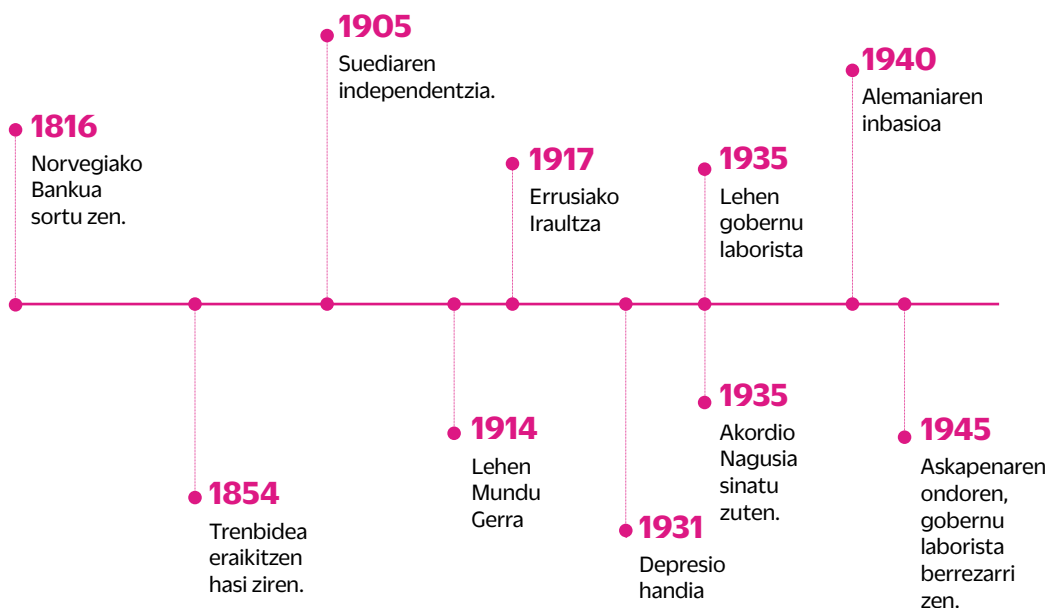 1816
Norvegiako
Bankua
sortu zen.
1854
Trenbidea
eraikitzen
hasi ziren.
1905
Suediaren
independentzia.
1914
Lehen
Mundu
Gerra
1917
Errusiako
Iraultza
1931
Depresio
handia
1935
Lehen
gobernu
laborista
1935
Akordio
Nagusia
sinatu
zuten.
1940
Alemaniaren
inbasioa
1945
Askapenaren
ondoren,
gobernu
laborista
berrezarri
zen.